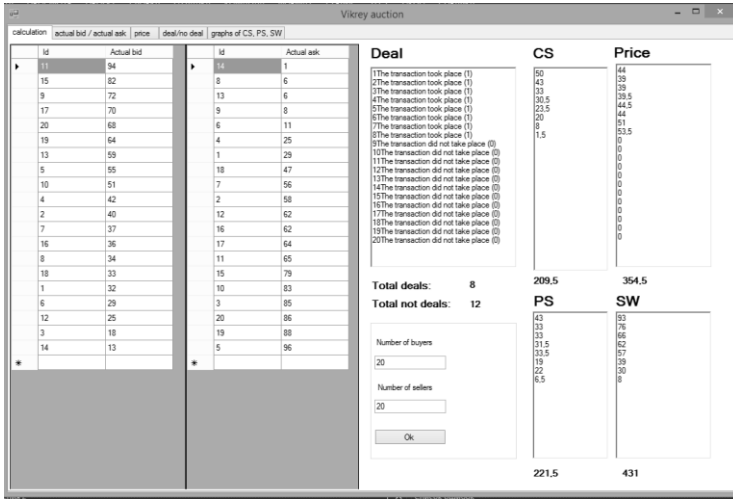 Vikrey auction
calculation actual bid / actual ask price deal/no deal graphs of CS, PS, SW
Id Actual bid
11 94
15 82
9 72
17 70
20 68
19 64
13 59
5 55
10 51
4 42
2 40
7 37
16 36
8 34
18 33
1 32
6 29
12 25
3 18
14 13
Id Actual ask
14 1
8 6
13 6
9 8
6 11
4 25
1 29
18 47
7 56
2 58
12 62
16 62
17 64
11 65
15 79
10 83
3 85
20 86
19 88
5 96
Deal
1The transaction took place (1)
2The transaction took place (1)
3The transaction took place (1)
4The transaction took place (1)
5The transaction took place (1)
6The transaction took place (1)
7The transaction took place (1)
8The transaction took place (1)
9The transaction did not take place (0)
10The transaction did not take place (0)
11The transaction did not take place (0)
12The transaction did not take place (0)
13The transaction did not take place (0)
14The transaction did not take place (0)
15The transaction did not take place (0)
16The transaction did not take place (0)
17The transaction did not take place (0)
18The transaction did not take place (0)
19The transaction did not take place (0)
20The transaction did not take place (0)
Total deals: 8
Total not deals: 12
Number of buyers
20
Number of sellers
20
Ok
CS
50
43
33
30,5
23,5
20
8
1,5
209,5
Price
44
39
39
39,5
44,5
44
51
53,5
0
0
0
0
0
0
0
0
0
0
0
0
354,5
PS
43
33
33
31,5
33,5
19
22
6,5
221,5
SW
93
76
66
62
57
39
30
8
431